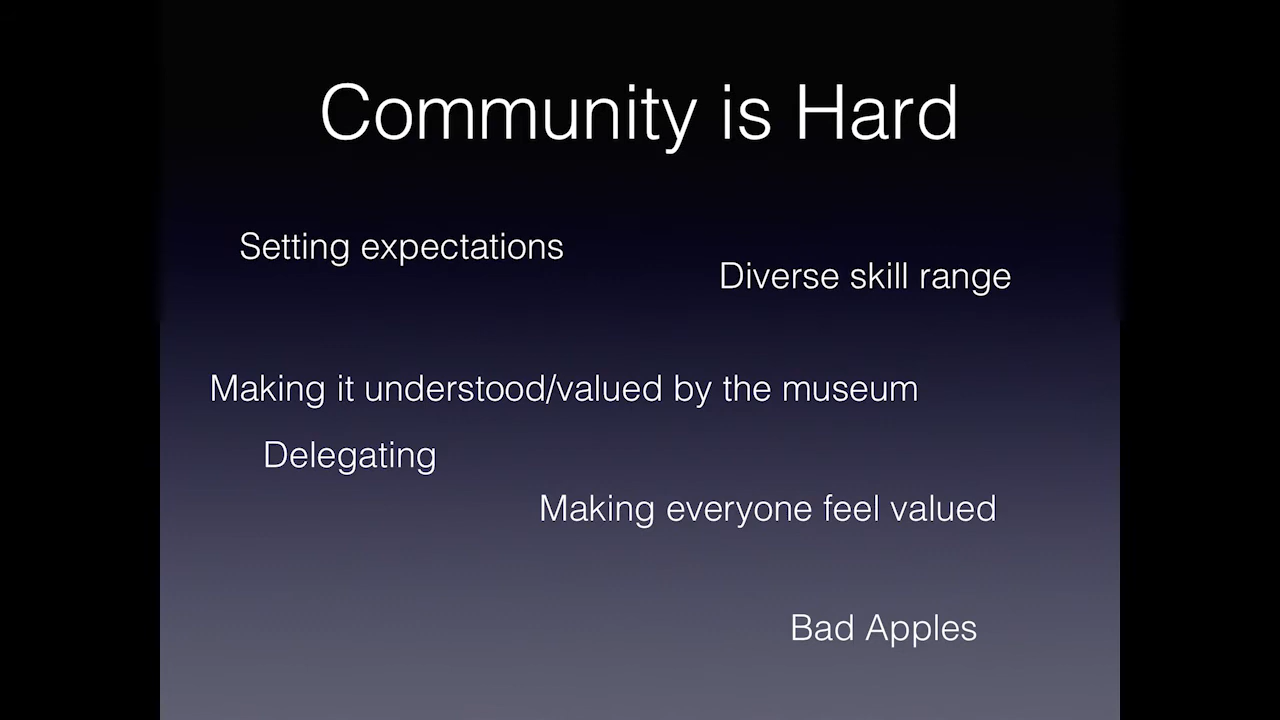 Community is Hard
Setting expectations
Diverse skill range
Making it understood/valued by the museum
Delegating
Making everyone feel valued
Bad Apples